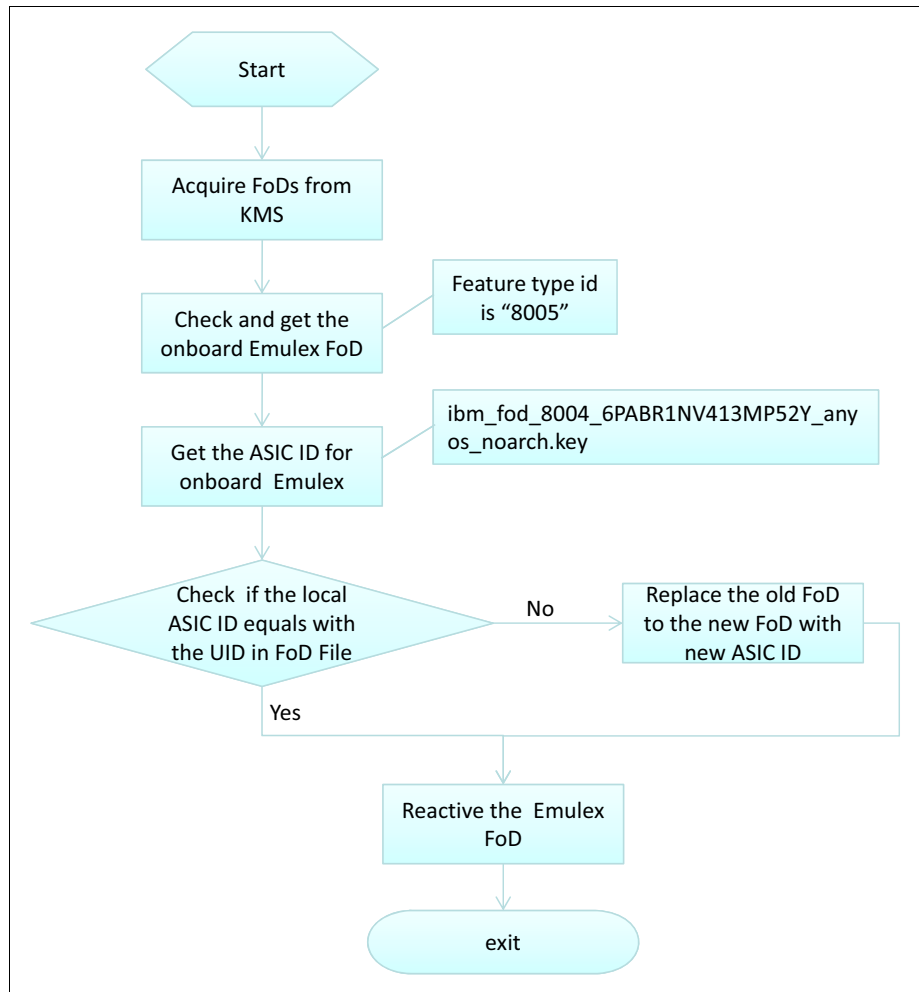 Start
Acquire FoDs from
KMS
Feature type id
is “8005”
Check and get the
onboard Emulex FoD
ibm_fod_8004_6PABR1NV413MP52Y_any
os_noarch.key
Get the ASIC ID for
onboard Emulex
Check if the local
ASIC ID equals with
the UID in FoD File
No
Replace the old FoD
to the new FoD with
new ASIC ID
Yes
Reactive the Emulex
FoD
exit